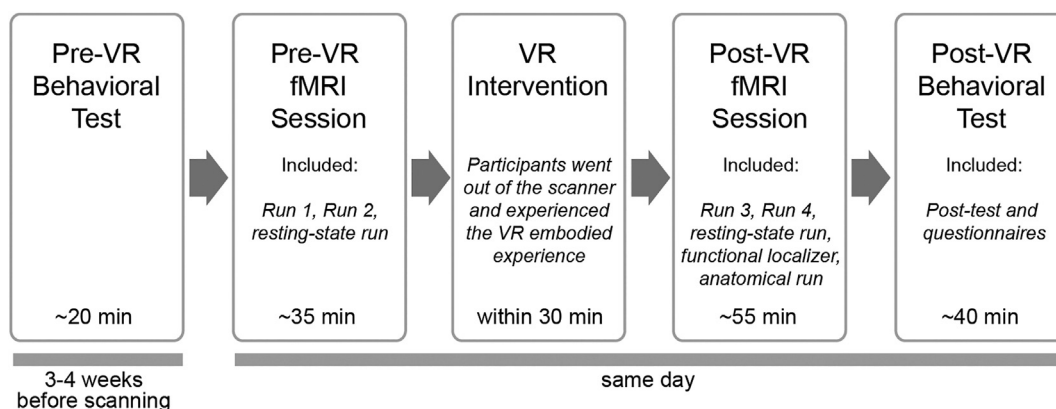 Pre-VR
Behavioral
Test
~20 min
Pre-VR
fMRI
Session
Included:
Run 1, Run 2,
resting-state run
~35 min
VR
Intervention
Participants went
out of the scanner
and experienced
the VR embodied
experience
within 30 min
Post-VR
fMRI
Session
Included:
Run 3, Run 4,
resting-state run,
functional localizer,
anatomical run
~55 min
Post-VR
Behavioral
Test
Included:
Post-test and
questionnaires
~40 min
3-4 weeks
before scanning
same day